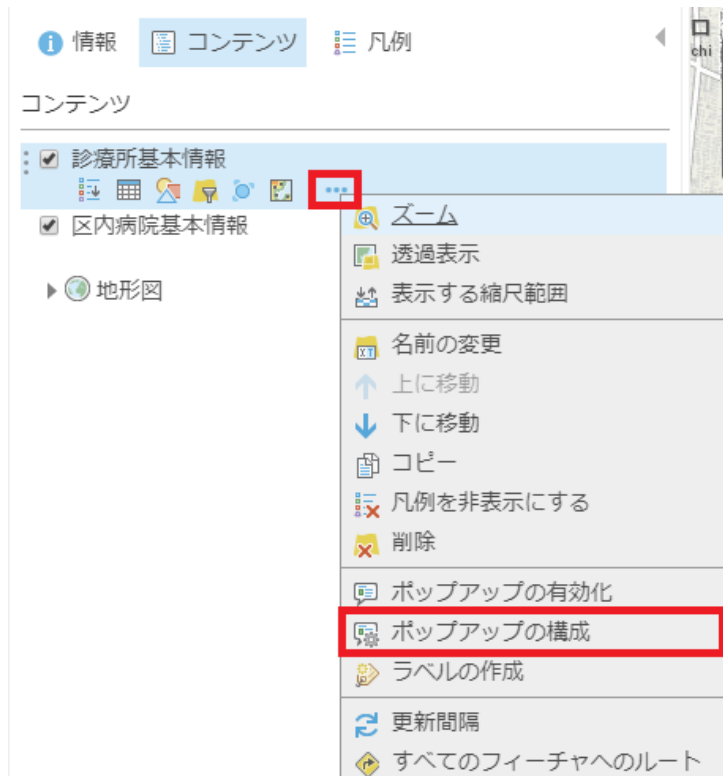 情報 コンテンツ 凡例
chi
コンテンツ
診療所基本情報
区内病院基本情報
地形図
ズーム
透過表示
表示する縮尺範囲
名前の変更
上に移動
下に移動
コピー
凡例を非表示にする
削除
ポップアップの有効化
ポップアップの構成
ラベルの作成
更新間隔
すべてのフィーチャへのルート